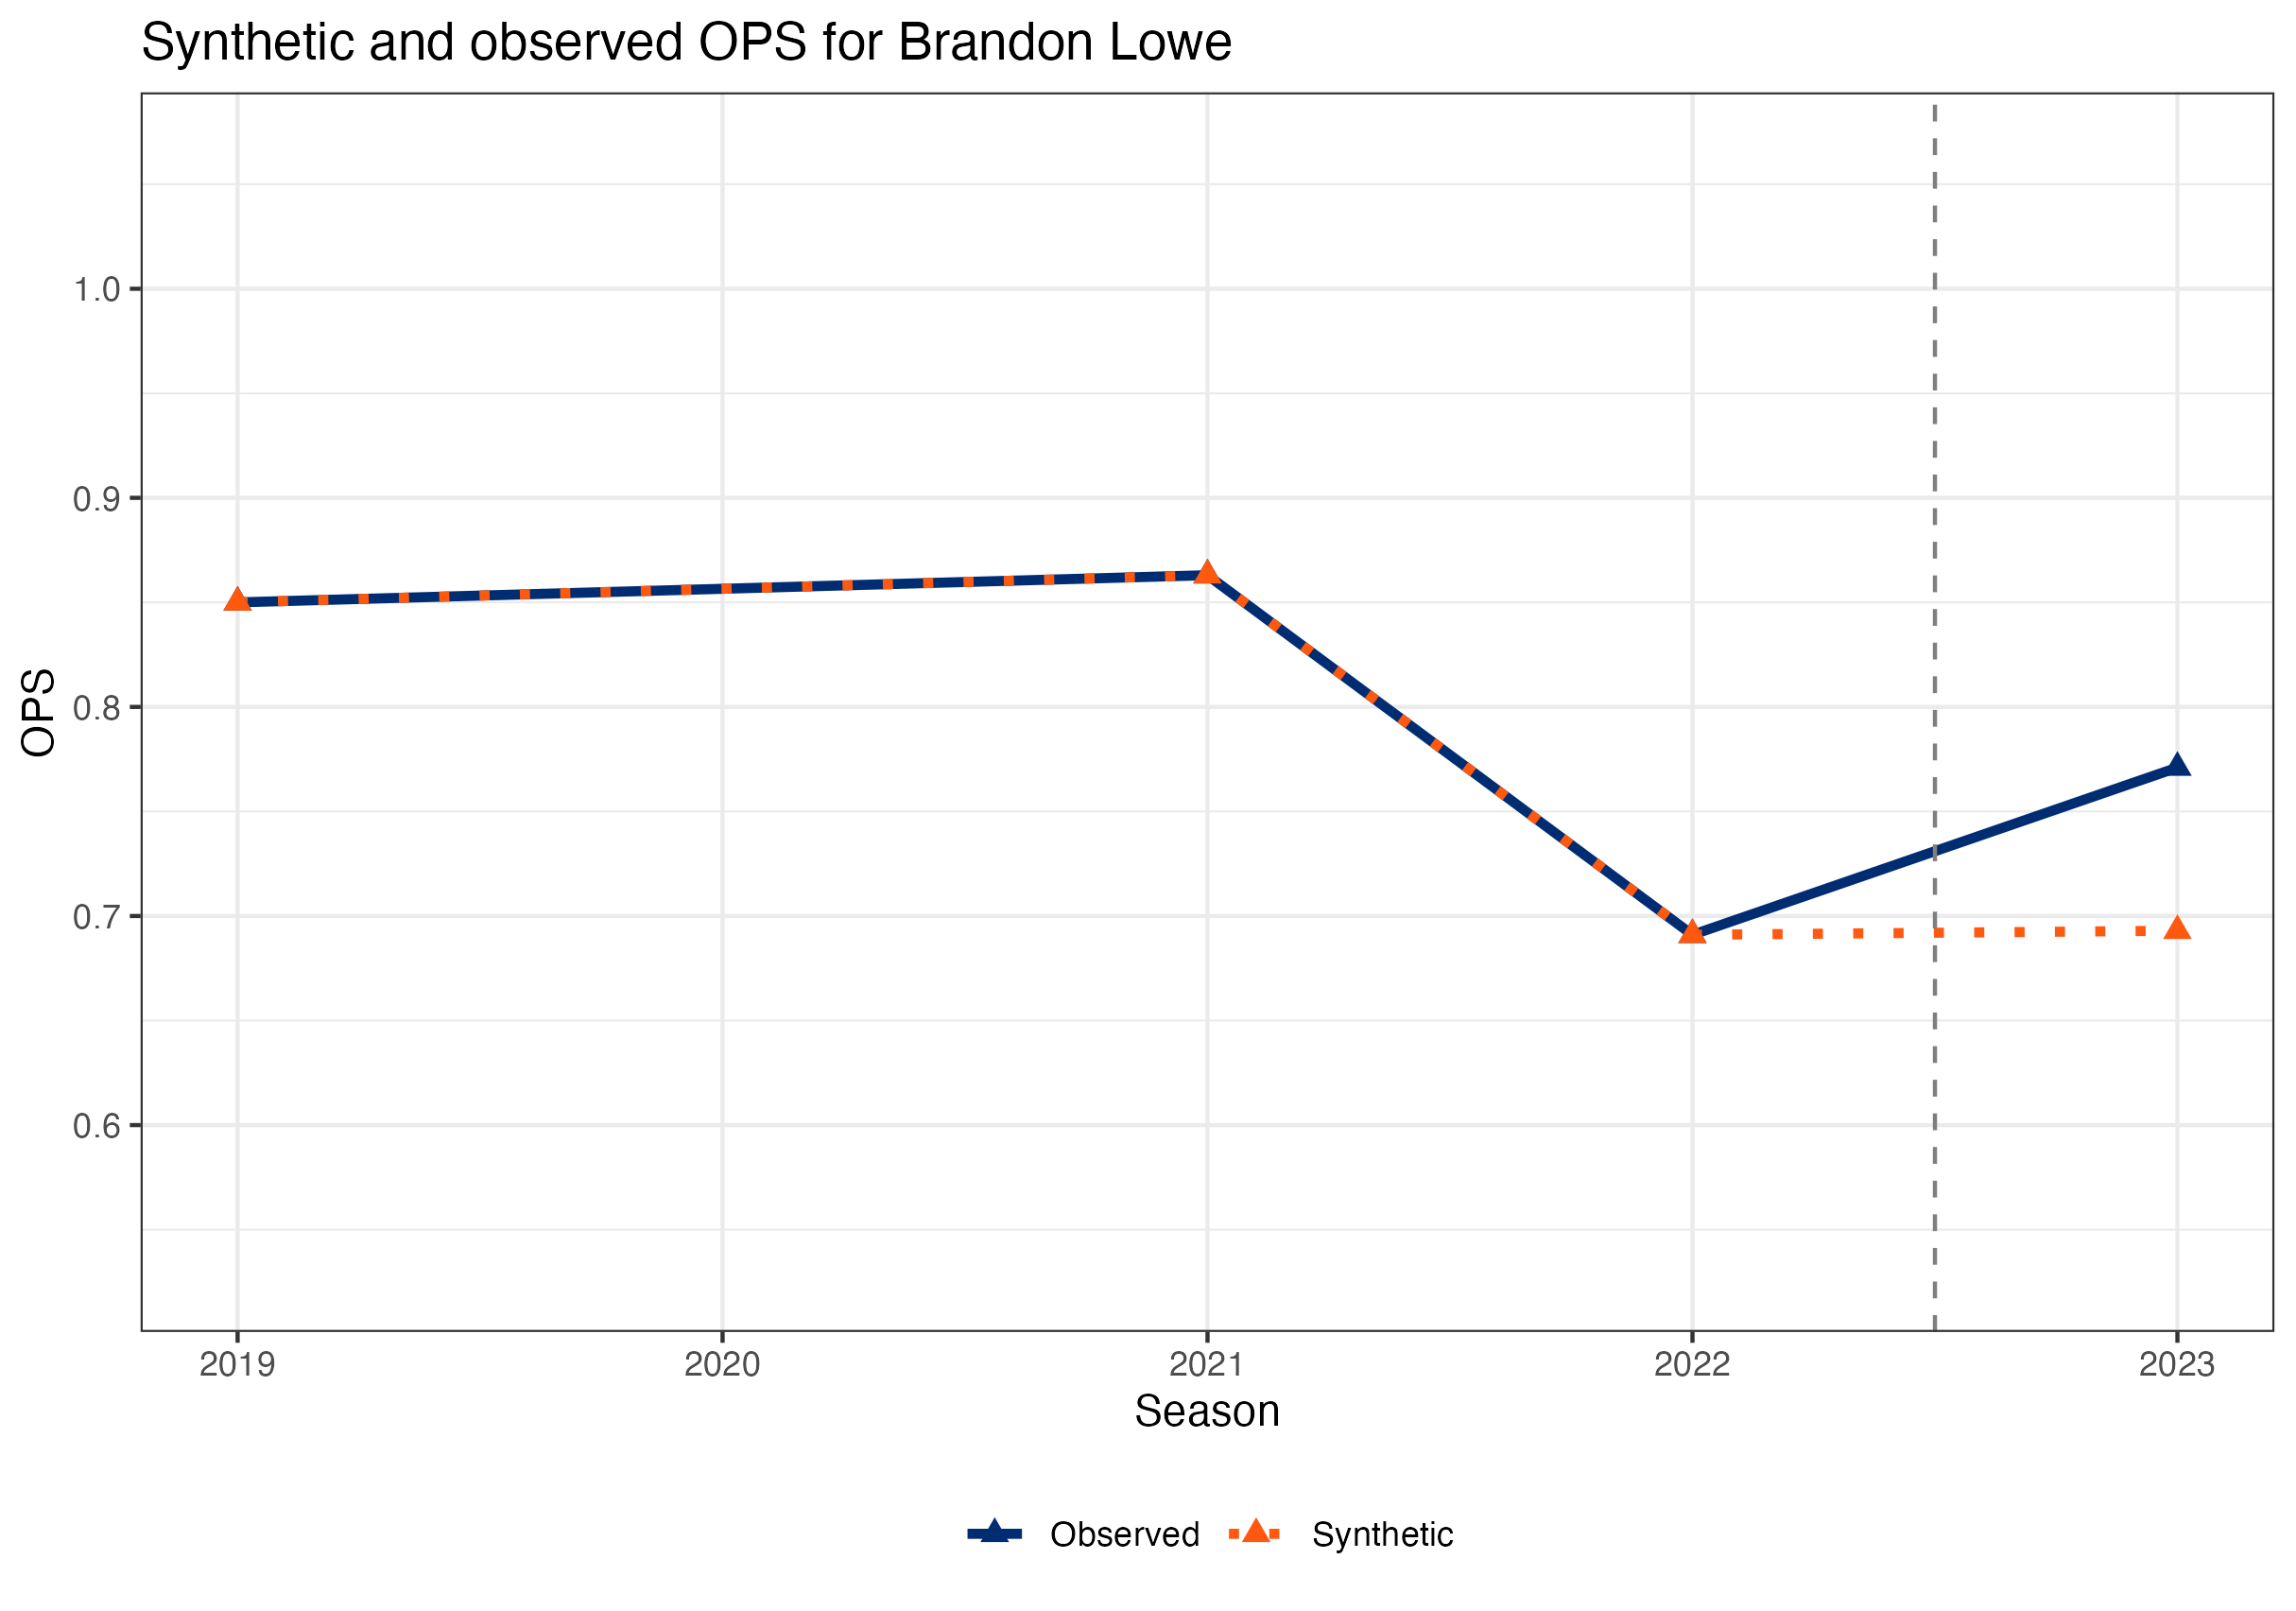 Synthetic and observed OPS for Brandon Lowe
OPS
1.0
0.9
0.8
0.7
0.6
2019 2020 2021 2022 2023
Season
Observed Synthetic